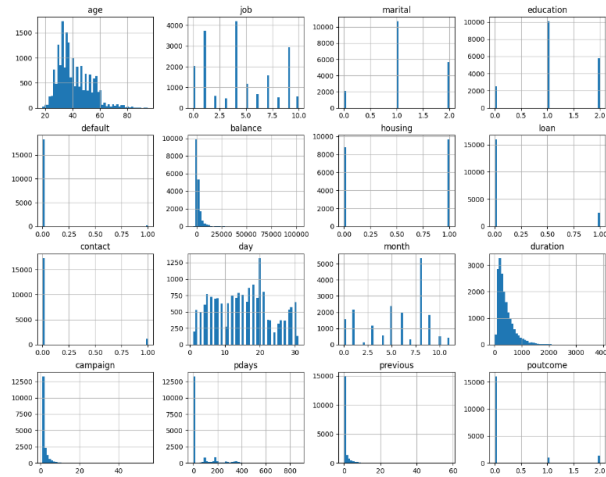 age
job
marital
education
1500
1000
500
0
20 40 60 80
4000
3000
2000
1000
0
0.0 2.5 5.0 7.5 10.0
10000
8000
6000
4000
2000
0
0.0 0.5 1.0 1.5 2.0
10000
8000
6000
4000
2000
0
0.0 0.5 1.0 1.5 2.0
default
balance
housing
loan
15000
10000
5000
0
0.00 0.25 0.50 0.75 1.00
10000
8000
6000
4000
2000
0
0 25000 50000 75000 100000
10000
8000
6000
4000
2000
0
0.00 0.25 0.50 0.75 1.00
15000
10000
5000
0
0.00 0.25 0.50 0.75 1.00
contact
day
month
duration
15000
10000
5000
0
0.00 0.25 0.50 0.75 1.00
1250
1000
750
500
250
0
0 10 20 30
5000
4000
3000
2000
1000
0
0.0 2.5 5.0 7.5 10.0
3000
2000
1000
0
0 1000 2000 3000 4000
campaign
pdays
previous
poutcome
12500
10000
7500
5000
2500
0
0 20 40
12500
10000
7500
5000
2500
0
0 200 400 600 800
15000
10000
5000
0
0 20 40 60
15000
10000
5000
0
0.0 0.5 1.0 1.5 2.0